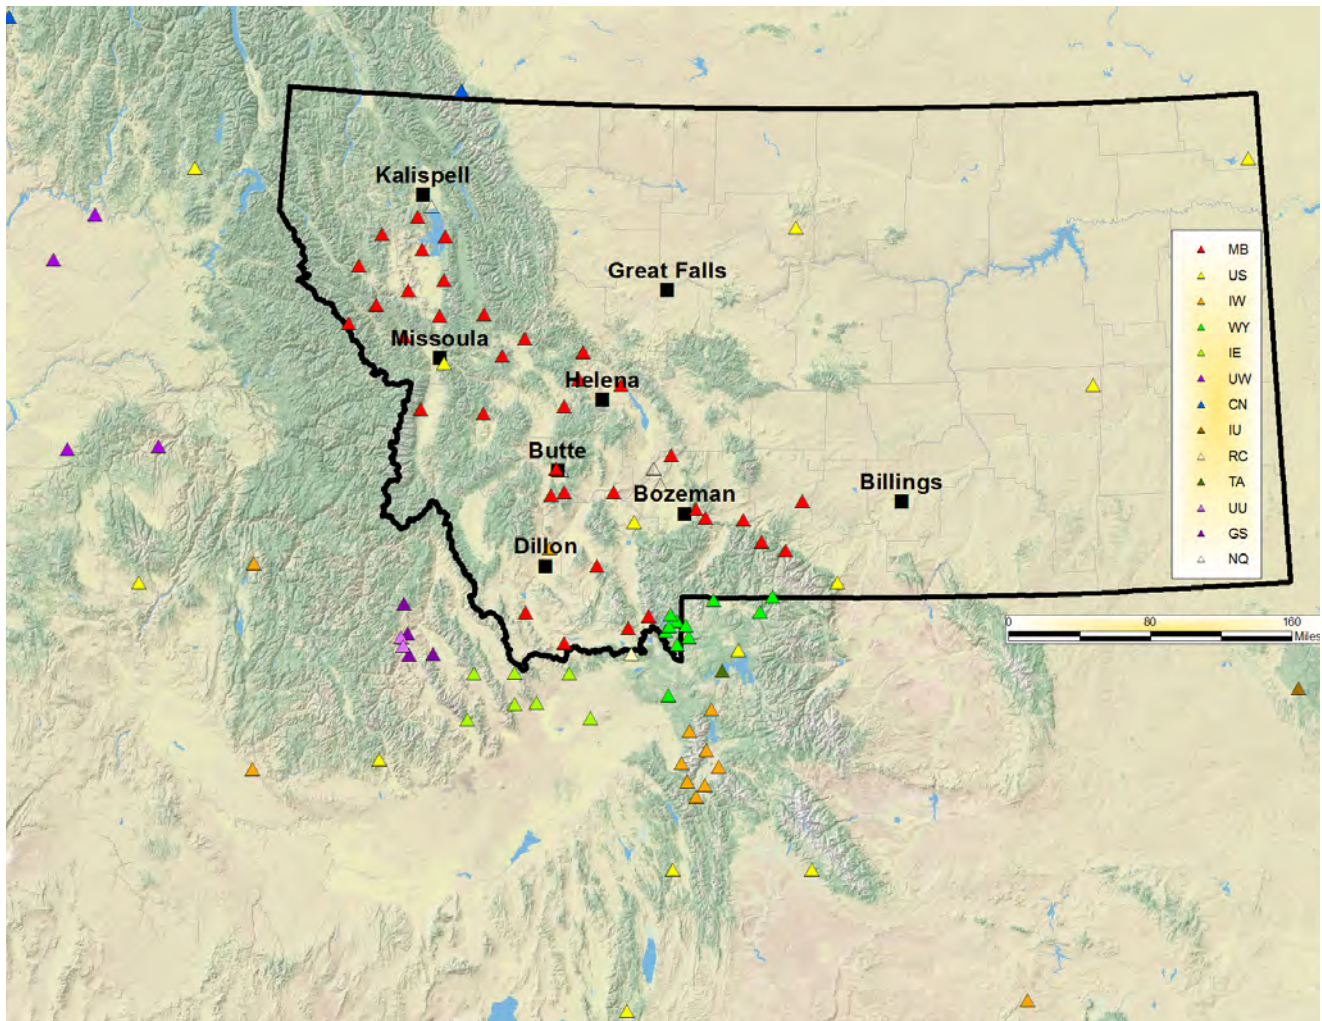 Kalispell
Great Falls
Missoula
Helena
Butte
Bozeman
Billings
Dillon
MB
US
IW
WY
IE
UW
CN
IU
RC
TA
UU
GS
NQ
0 80 160
Miles